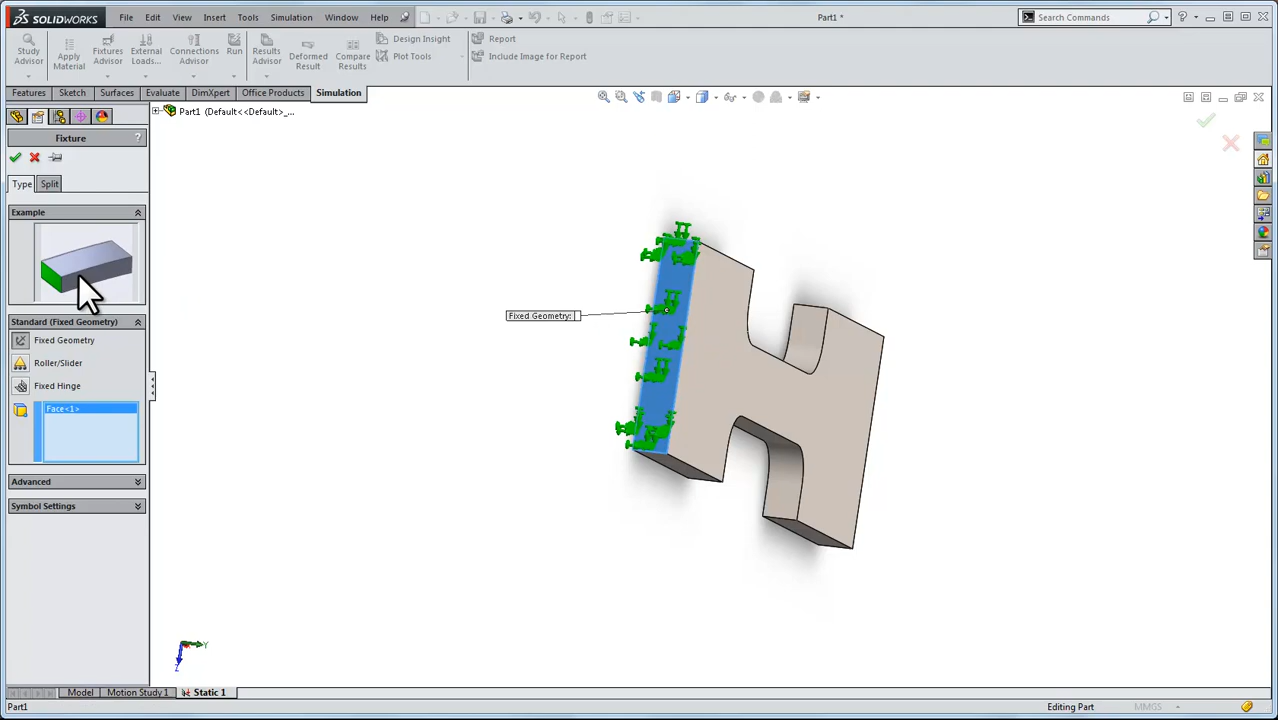 SOLIDWORKS File Edit View Insert Tools Simulation Window Help Part1 * Search Commands ?
Study Advisor Apply Material Fixtures Advisor External Loads... Connections Advisor Run Results Advisor Deformed Result Compare Results Design Insight Report
Plot Tools Include Image for Report
Features Sketch Surfaces Evaluate DimXpert Office Products Simulation
Part1 (Default<<Default>_...
Fixture ?
Type Split
Example
Fixed Geometry:
Standard (Fixed Geometry)
Fixed Geometry
Roller/Slider
Fixed Hinge
Face<1>
Advanced
Symbol Settings
Y
Z
Model Motion Study 1 Static 1
Part1 Editing Part MMGS